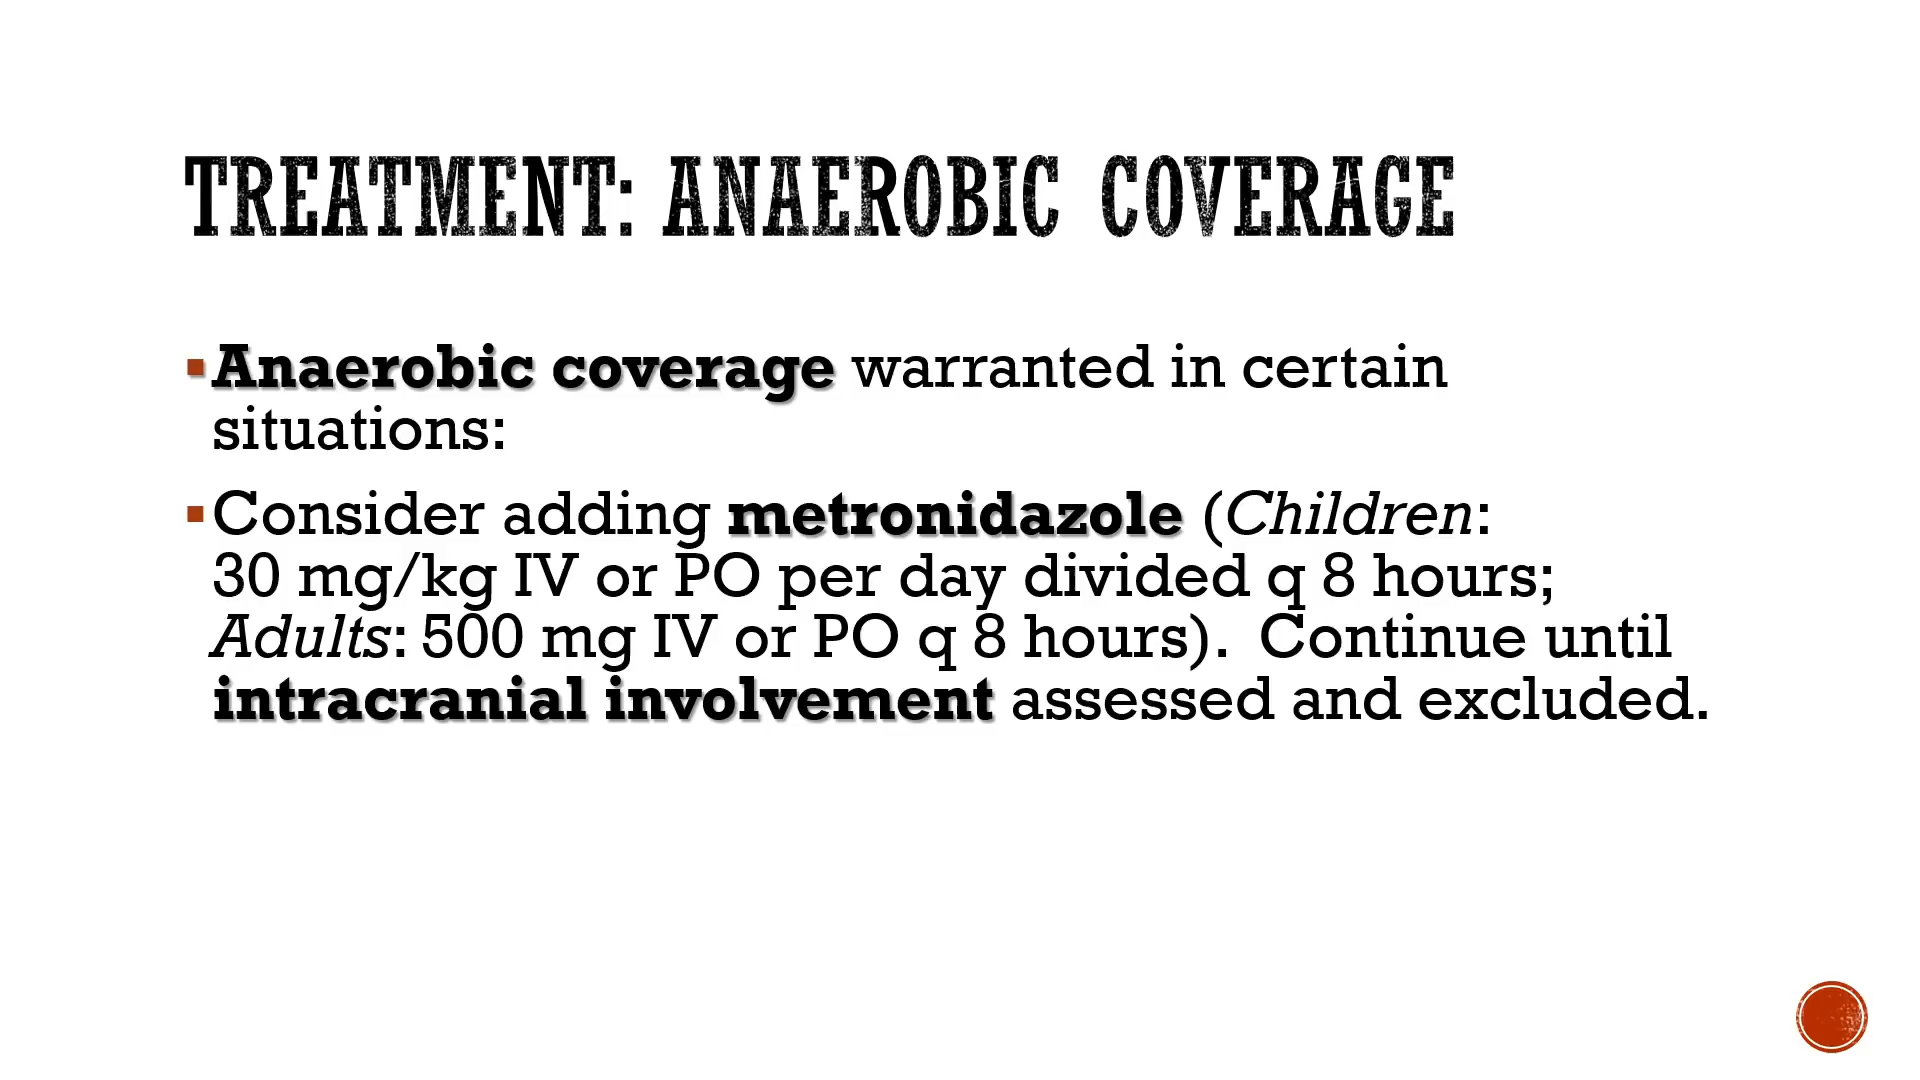 TREATMENT: ANAEROBIC COVERAGE
▪Anaerobic coverage warranted in certain
situations:
▪Consider adding metronidazole (Children:
30 mg/kg IV or PO per day divided q 8 hours;
Adults: 500 mg IV or PO q 8 hours).  Continue until
intracranial involvement assessed and excluded.